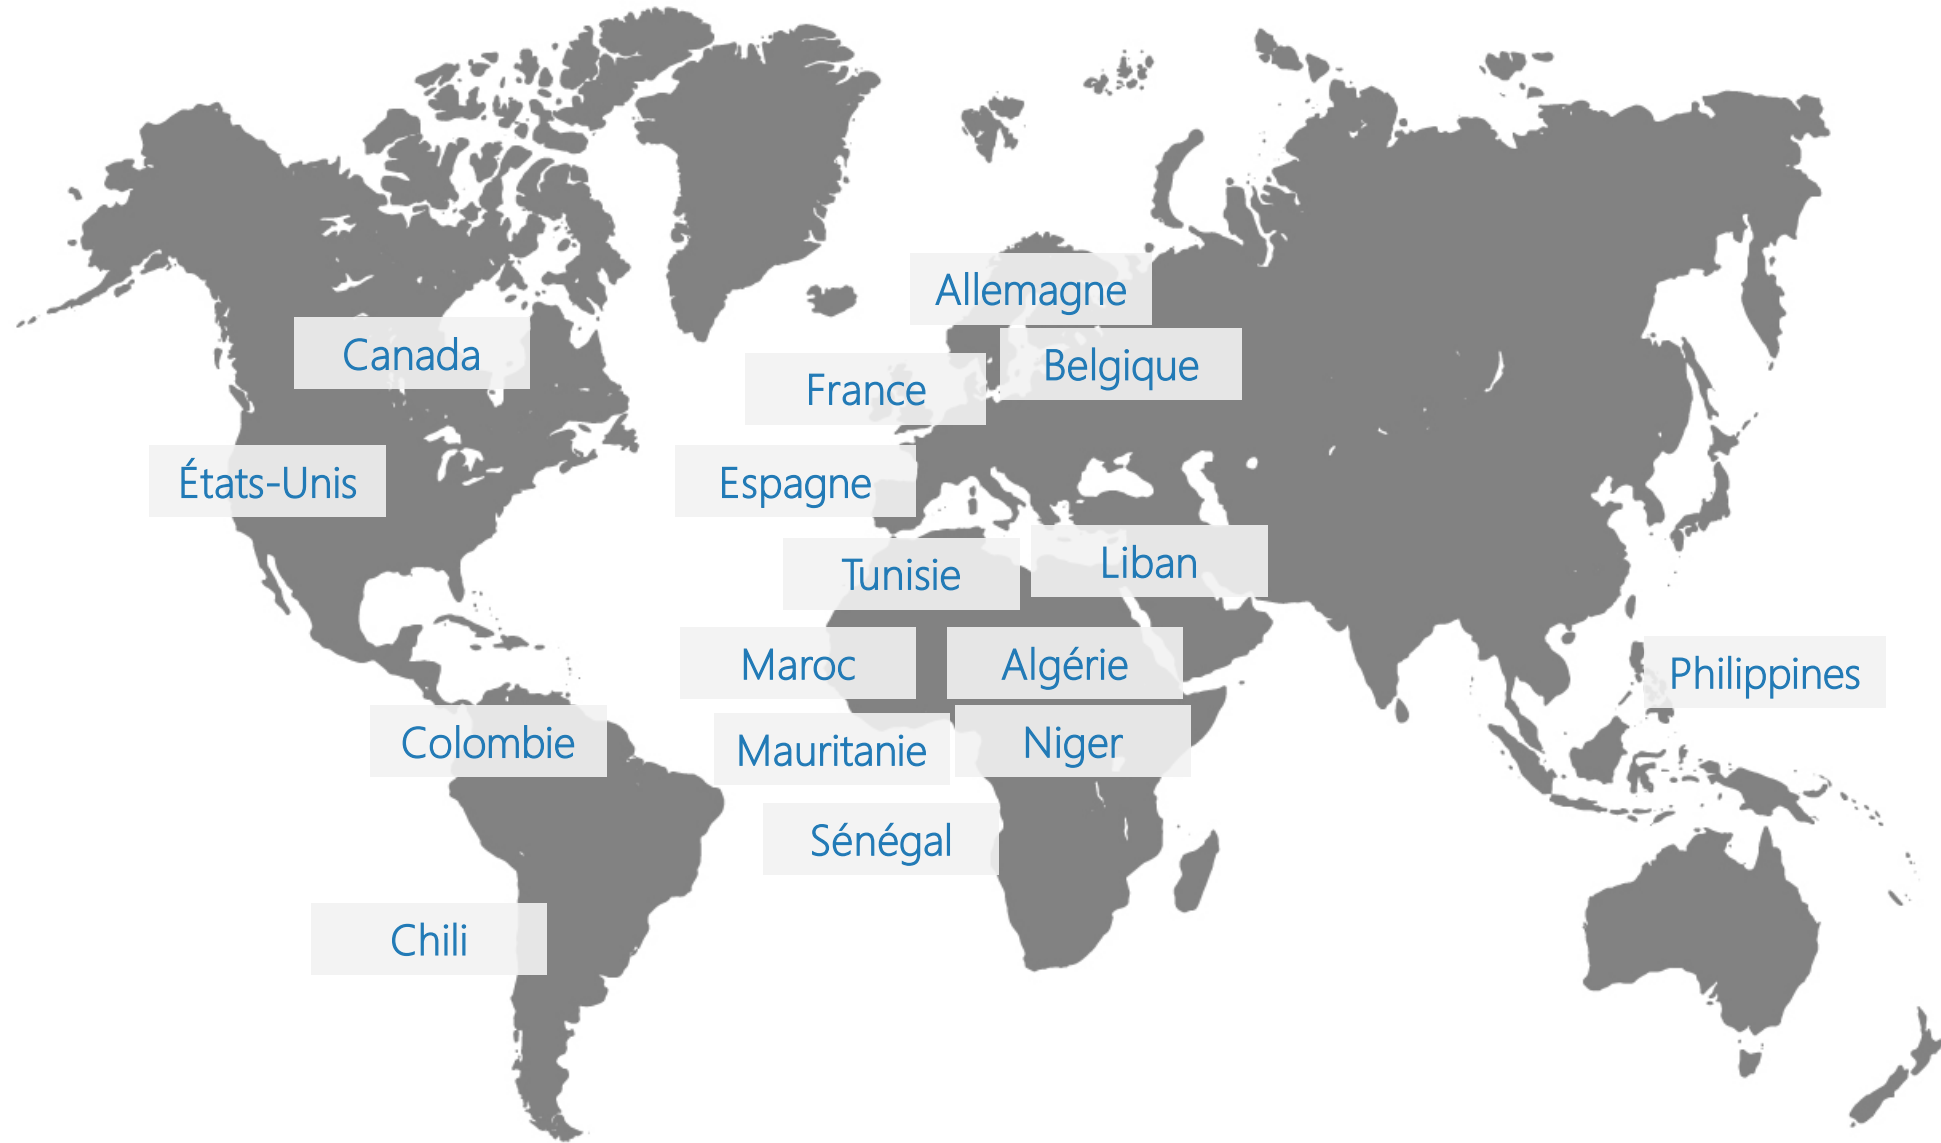 Allemagne
Canada
France
Belgique
États-Unis
Espagne
Tunisie
Liban
Maroc
Algérie
Philippines
Colombie
Mauritanie
Niger
Sénégal
Chili